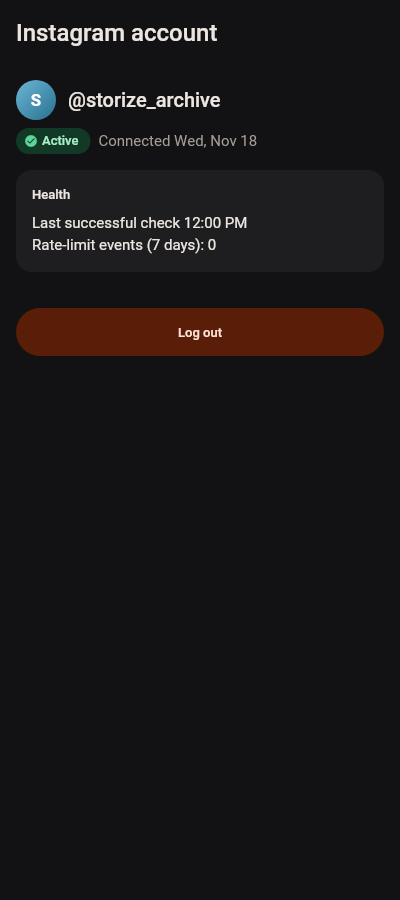 Instagram account
S
@storize_archive
Active
Connected Wed, Nov 18
Health
Last successful check 12:00 PM
Rate-limit events (7 days): 0
Log out